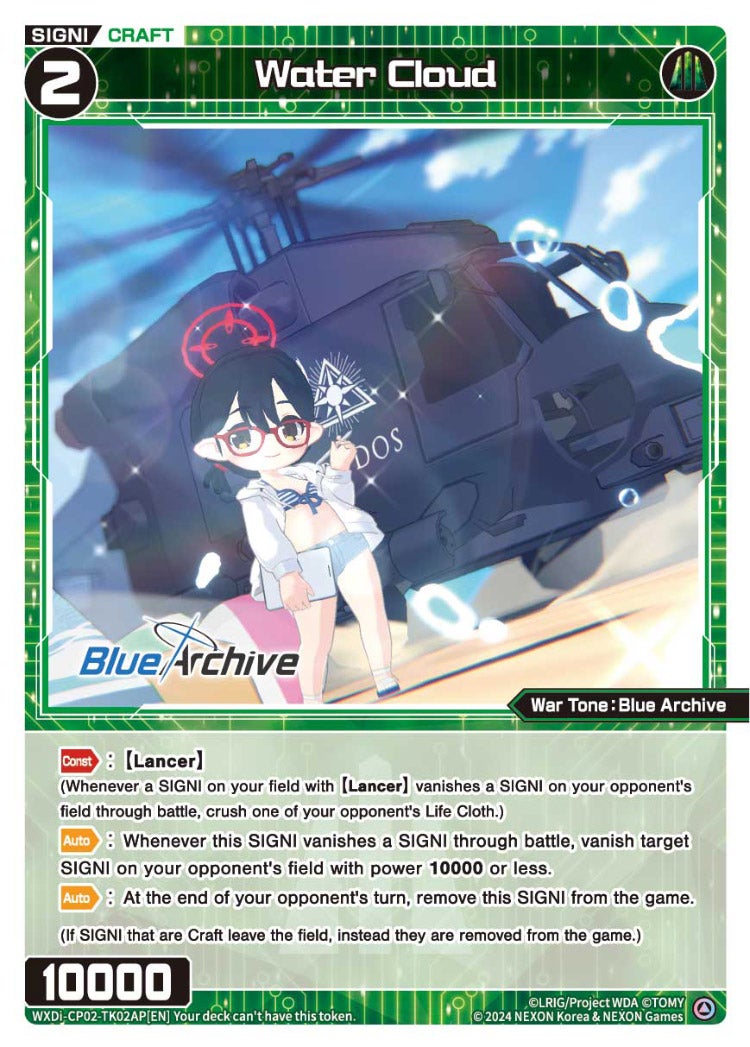 SIGNI CRAFT
2
Water Cloud
DOS
Blue Archive
War Tone:Blue Archive
Const : 【Lancer】
(Whenever a SIGNI on your field with 【Lancer】 vanishes a SIGNI on your opponent's
field through battle, crush one of your opponent's Life Cloth.)
Auto : Whenever this SIGNI vanishes a SIGNI through battle, vanish target
SIGNI on your opponent's field with power 10000 or less.
Auto : At the end of your opponent's turn, remove this SIGNI from the game.
(If SIGNI that are Craft leave the field, instead they are removed from the game.)
10000
©LRIG/Project WDA ©TOMY
WXDi-CP02-TK02AP[EN] Your deck can't have this token.
© 2024 NEXON Korea & NEXON Games